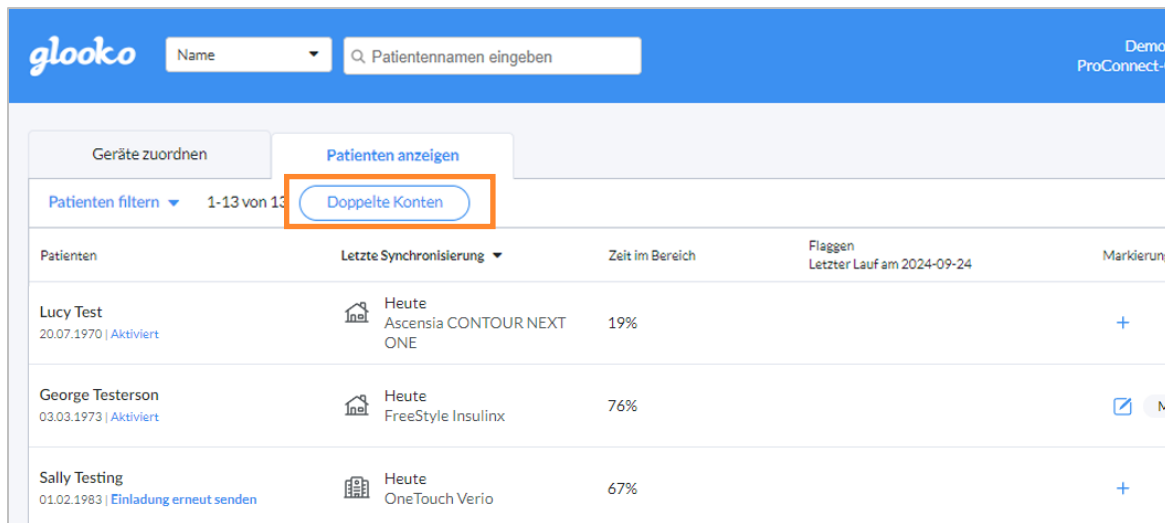 glooko
Name
Patientennamen eingeben
Demo
ProConnect-
Geräte zuordnen
Patienten anzeigen
Patienten filtern
1-13 von 13
Doppelte Konten
Patienten
Letzte Synchronisierung
Zeit im Bereich
Flaggen
Letzter Lauf am 2024-09-24
Markierung
Lucy Test
20.07.1970 | Aktiviert
Heute
Ascensia CONTOUR NEXT
ONE
19%
+
George Testerson
03.03.1973 | Aktiviert
Heute
FreeStyle Insulinx
76%
M
Sally Testing
01.02.1983 | Einladung erneut senden
Heute
OneTouch Verio
67%
+